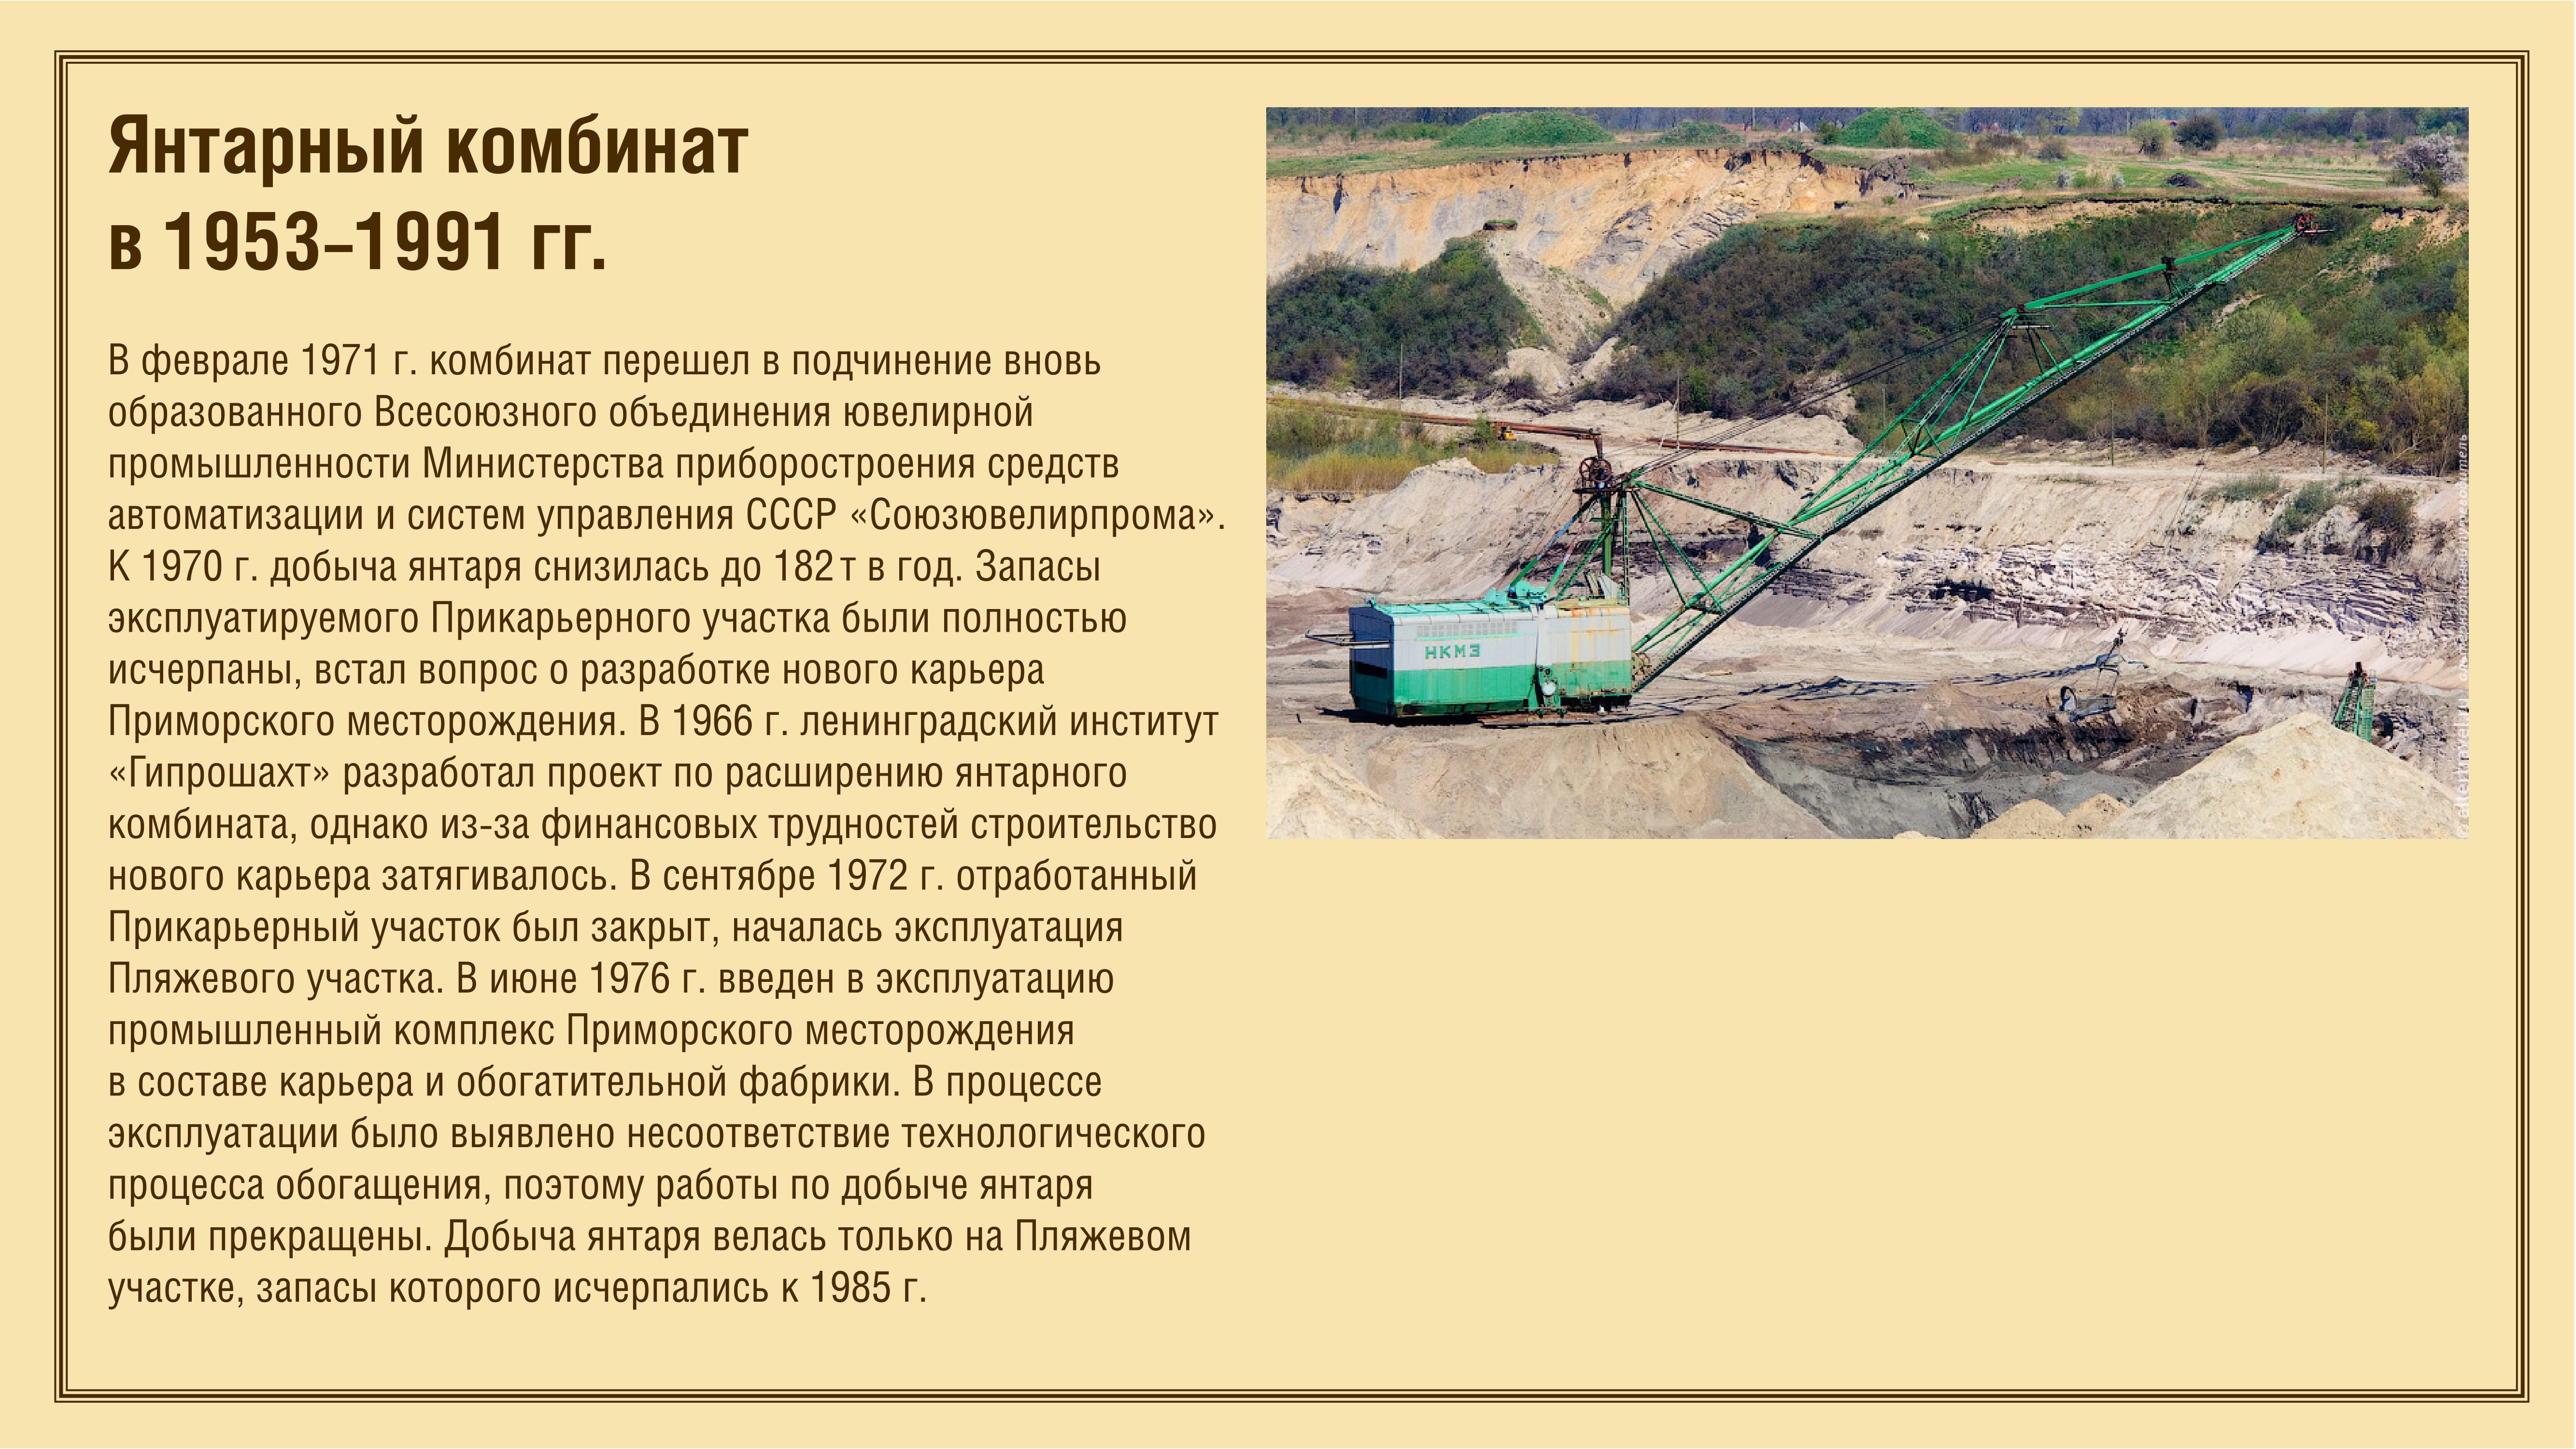 Янтарный комбинат
в 1953–1991 гг.
В феврале 1971 г. комбинат перешел в подчинение вновь
образованного Всесоюзного объединения ювелирной
промышленности Министерства приборостроения средств
автоматизации и систем управления СССР «Союзювелирпрома».
К 1970 г. добыча янтаря снизилась до 182 т в год. Запасы
эксплуатируемого Прикарьерного участка были полностью
исчерпаны, встал вопрос о разработке нового карьера
Приморского месторождения. В 1966 г. ленинградский институт
«Гипрошахт» разработал проект по расширению янтарного
комбината, однако из-за финансовых трудностей строительство
нового карьера затягивалось. В сентябре 1972 г. отработанный
Прикарьерный участок был закрыт, началась эксплуатация
Пляжевого участка. В июне 1976 г. введен в эксплуатацию
промышленный комплекс Приморского месторождения
в составе карьера и обогатительной фабрики. В процессе
эксплуатации было выявлено несоответствие технологического
процесса обогащения, поэтому работы по добыче янтаря
были прекращены. Добыча янтаря велась только на Пляжевом
участке, запасы которого исчерпались к 1985 г.
НКМЗ